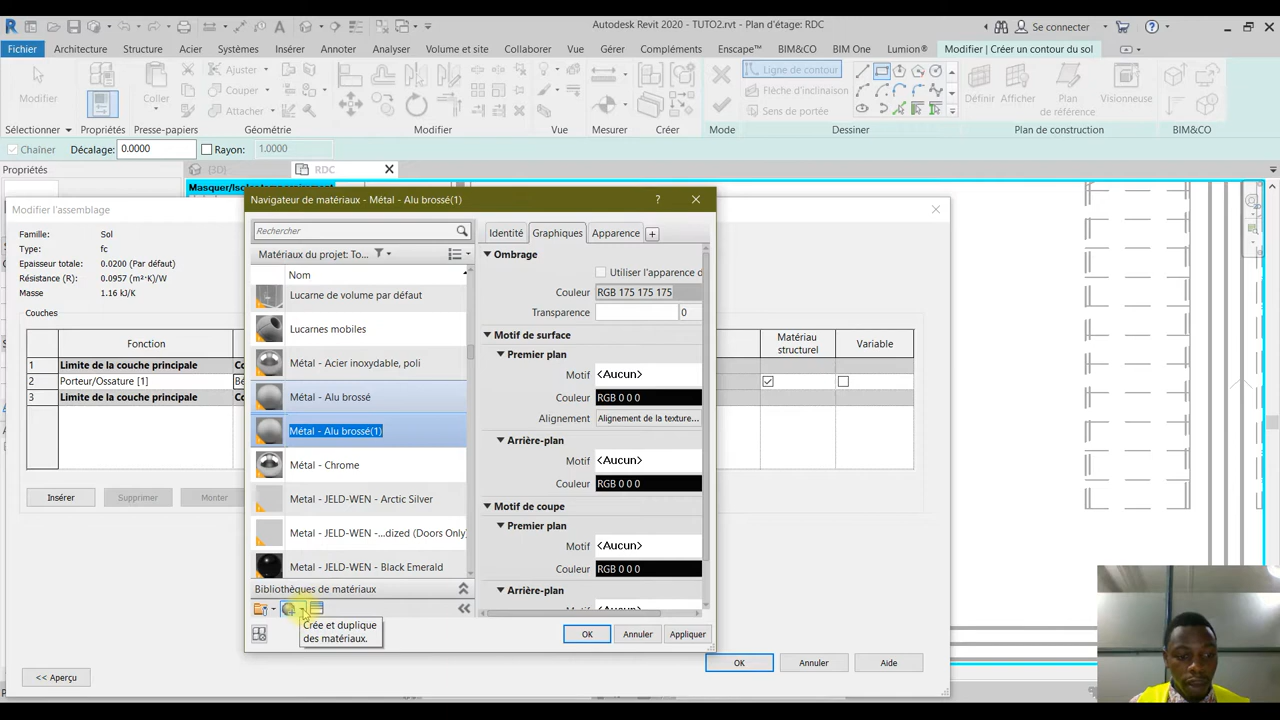 Autodesk Revit 2020 - TUTO2.rvt - Plan d'étage: RDC
Se connecter
Fichier Architecture Structure Acier Systèmes Insérer Annoter Analyser Volume et site Collaborer Vue Gérer Compléments Enscape™ BIM&CO BIM One Lumion® Modifier | Créer un contour du sol
Modifier
Coller
Ajuster
Couper
Attacher
Ligne de contour
Flèche d'inclinaison
Sens de portée
Définir Afficher Plan de référence Visionneuse
Sélectionner Propriétés Presse-papiers Géométrie Modifier Vue Mesurer Créer Mode Dessiner Plan de construction BIM&CO
Chaîner Décalage: 0.0000 Rayon: 1.0000
Propriétés
{3D} RDC
Modifier l'assemblage
Famille: Sol
Type: fc
Epaisseur totale: 0.0200 (Par défaut)
Résistance (R): 0.0957 (m²·K)/W
Masse 1.16 kJ/K
Couches
Fonction Matériau structurel Variable
1 Limite de la couche principale
2 Porteur/Ossature [1]
3 Limite de la couche principale
Insérer Supprimer Monter
<< Aperçu
OK Annuler Aide
Navigateur de matériaux - Métal - Alu brossé(1)
Rechercher
Matériaux du projet: To...
Nom
Lucarne de volume par défaut
Lucarnes mobiles
Métal - Acier inoxydable, poli
Métal - Alu brossé
Métal - Alu brossé(1)
Métal - Chrome
Metal - JELD-WEN - Arctic Silver
Metal - JELD-WEN -...dized (Doors Only)
Metal - JELD-WEN - Black Emerald
Bibliothèques de matériaux
Crée et duplique
des matériaux.
Identité Graphiques Apparence
Ombrage
Utiliser l'apparence d
Couleur RGB 175 175 175
Transparence 0
Motif de surface
Premier plan
Motif <Aucun>
Couleur RGB 0 0 0
Alignement Alignement de la texture...
Arrière-plan
Motif <Aucun>
Couleur RGB 0 0 0
Motif de coupe
Premier plan
Motif <Aucun>
Couleur RGB 0 0 0
Arrière-plan
OK Annuler Appliquer